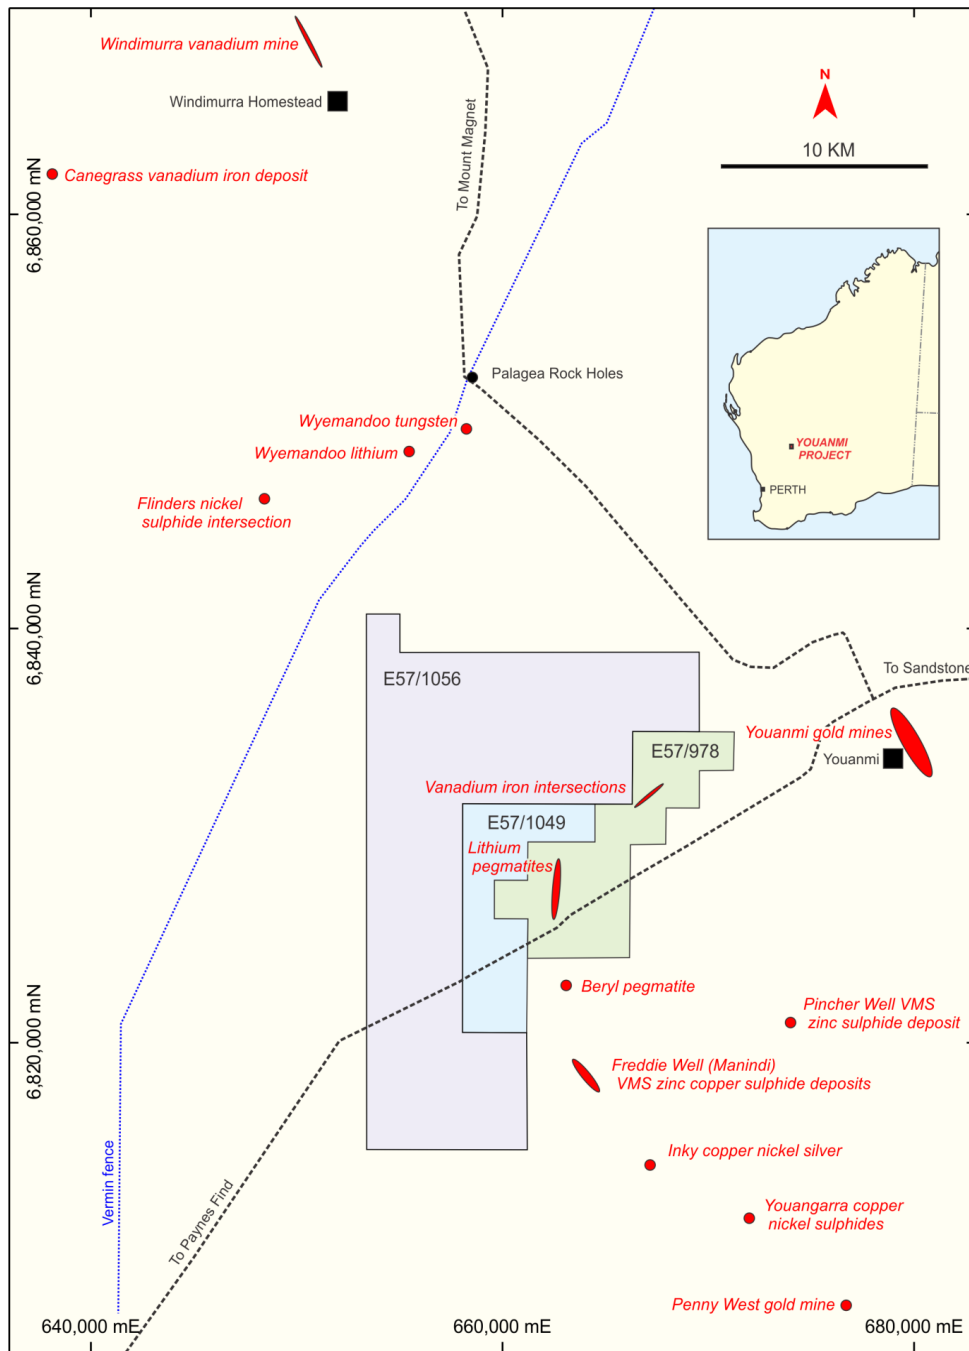 Windimurra vanadium mine
Windimurra Homestead
To Mount Magnet
N
10 KM
Canegrass vanadium iron deposit
6,860,000 mN
Palagea Rock Holes
Wyemandoo tungsten
Wyemandoo lithium
Flinders nickel
sulphide intersection
YOUANMI
PROJECT
PERTH
6,840,000 mN
E57/1056
To Sandstone
E57/978
Youanmi gold mines
Youanmi
Vanadium iron intersections
E57/1049
Lithium
pegmatites
Beryl pegmatite
Pincher Well VMS
zinc sulphide deposit
6,820,000 mN
Freddie Well (Manindi)
VMS zinc copper sulphide deposits
Inky copper nickel silver
Vermin fence
To Paynes Find
Youangarra copper
nickel sulphides
Penny West gold mine
640,000 mE
660,000 mE
680,000 mE